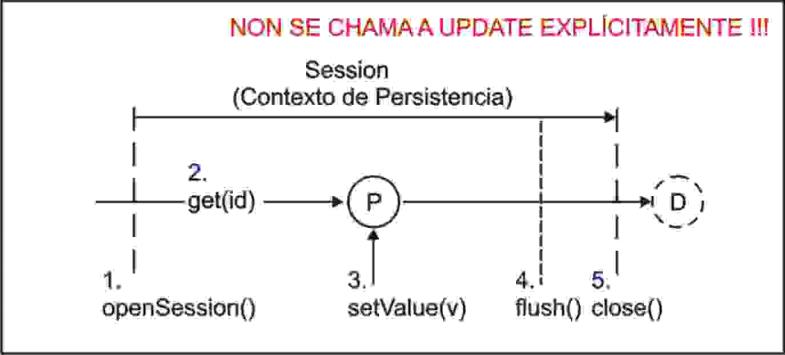 NON SE CHAMA A UPDATE EXPLÍCITAMENTE !!!
Session
(Contexto de Persistencia)
2.
get(id)
P
D
1.
openSession()
3.
setValue(v)
4.
flush()
5.
close()